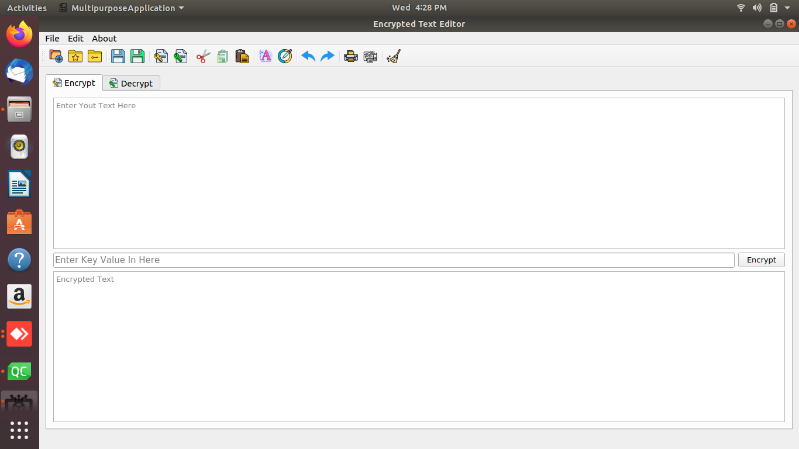 Activities MultipurposeApplication Wed 4:28 PM
Encrypted Text Editor
File Edit About
Encrypt Decrypt
Enter Yout Text Here
Enter Key Value In Here Encrypt
Encrypted Text
A
?
a
QC